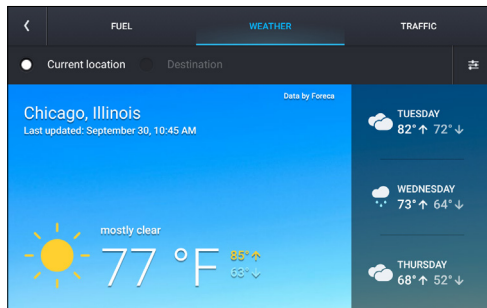 FUEL
WEATHER
TRAFFIC
Current location
Destination
Data by Foreca
Chicago, Illinois
Last updated: September 30, 10:45 AM
mostly clear
77 °F
85°↑
63°↓
TUESDAY
82°↑ 72°↓
WEDNESDAY
73°↑ 64°↓
THURSDAY
68°↑ 52°↓